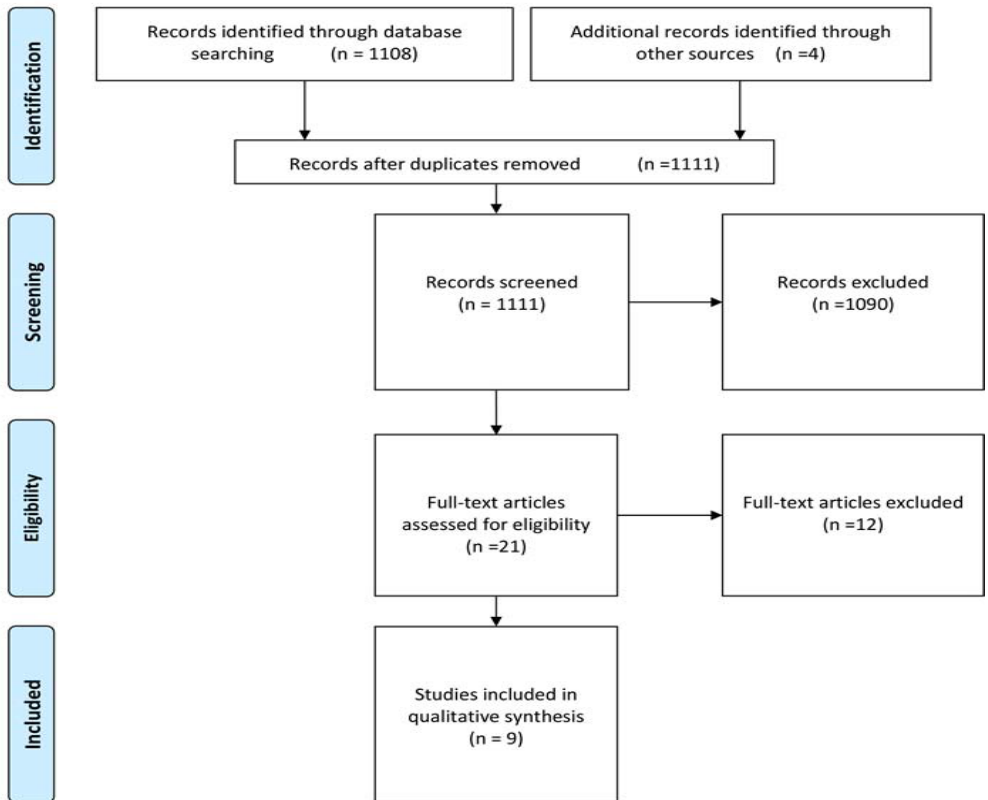 Identification
Records identified through database
searching (n = 1108)
Additional records identified through
other sources (n =4)
Records after duplicates removed (n =1111)
Screening
Records screened
(n = 1111)
Records excluded
(n =1090)
Eligibility
Full-text articles
assessed for eligibility
(n =21)
Full-text articles excluded
(n =12)
Included
Studies included in
qualitative synthesis
(n = 9)